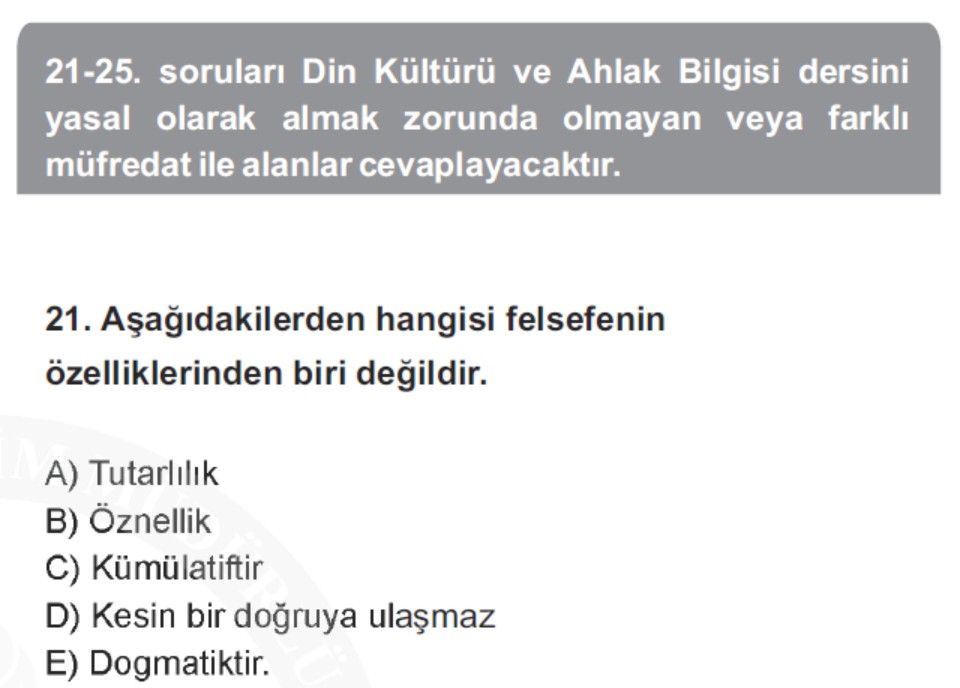 21-25. soruları Din Kültürü ve Ahlak Bilgisi dersini
yasal olarak almak zorunda olmayan veya farklı
müfredat ile alanlar cevaplayacaktır.
21. Aşağıdakilerden hangisi felsefenin
özelliklerinden biri değildir.
A) Tutarlılık
B) Öznellik
C) Kümülatiftir
D) Kesin bir doğruya ulaşmaz
E) Dogmatiktir.